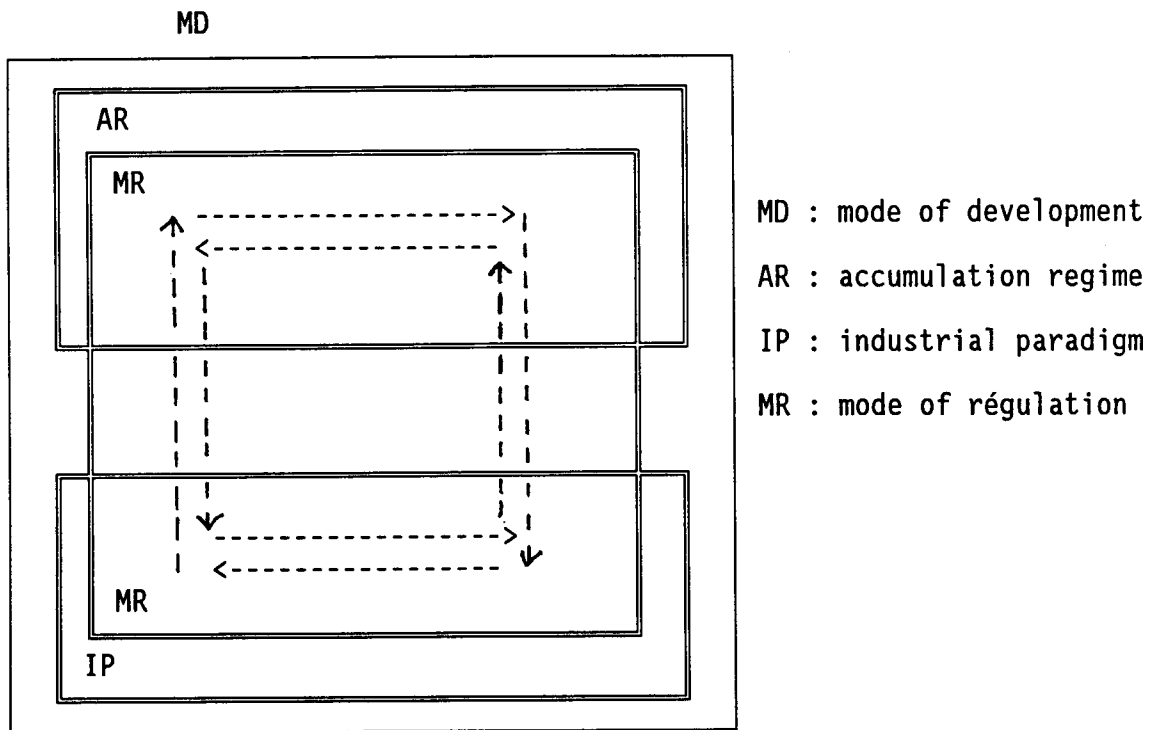 MD
AR
MR
MD : mode of development
AR : accumulation regime
IP : industrial paradigm
MR : mode of régulation
MR
IP